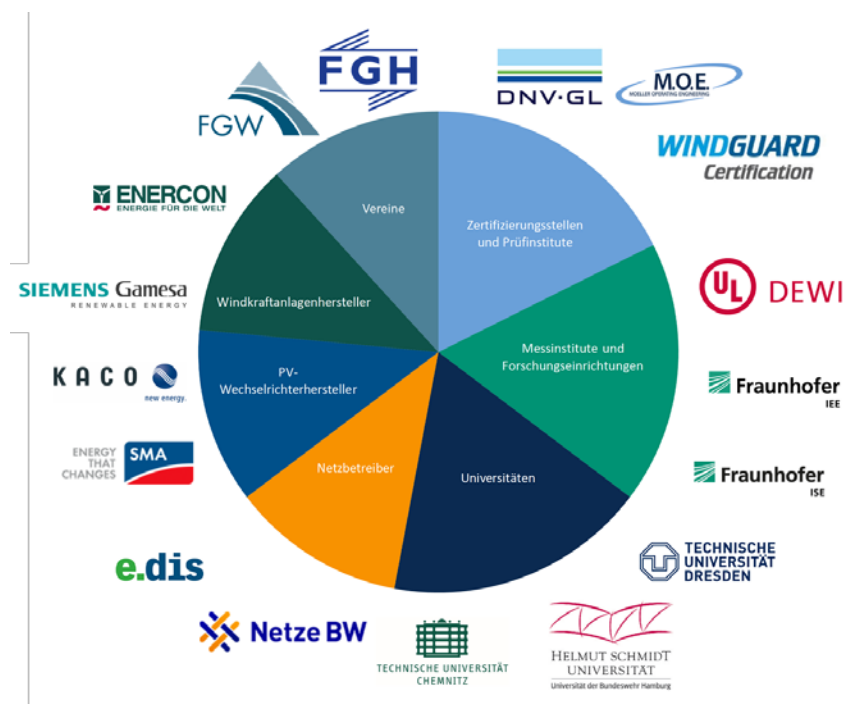 FGH
FGW
DNV·GL
M.O.E.
MOELLER OPERATING ENGINEERING
WINDGUARD
Certification
ENERCON
ENERGIE FÜR DIE WELT
Vereine
Zertifizierungsstellen
und Prüfinstitute
SIEMENS Gamesa
RENEWABLE ENERGY
Windkraftanlagenhersteller
UL DEWI
Messinstitute und
Forschungseinrichtungen
KACO
new energy.
PV-
Wechselrichterhersteller
Fraunhofer
IEE
ENERGY
THAT
CHANGES
SMA
Netzbetreiber
Universitäten
Fraunhofer
ISE
e.dis
TECHNISCHE
UNIVERSITÄT
DRESDEN
Netze BW
TECHNISCHE UNIVERSITÄT
CHEMNITZ
HELMUT SCHMIDT
UNIVERSITÄT
Universität der Bundeswehr Hamburg